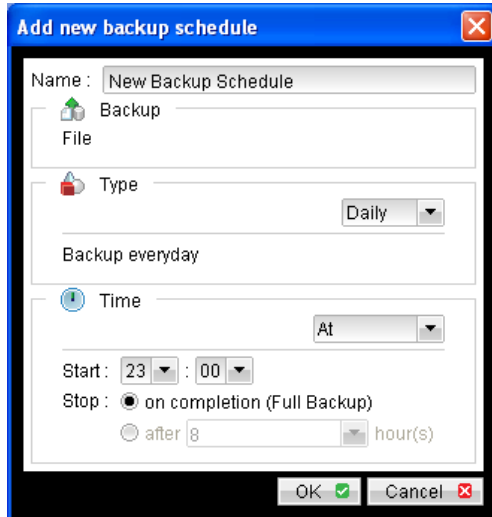 Add new backup schedule
Name : New Backup Schedule
Backup
File
Type
Daily
Backup everyday
Time
At
Start : 23 : 00
Stop : on completion (Full Backup)
after 8 hour(s)
OK Cancel